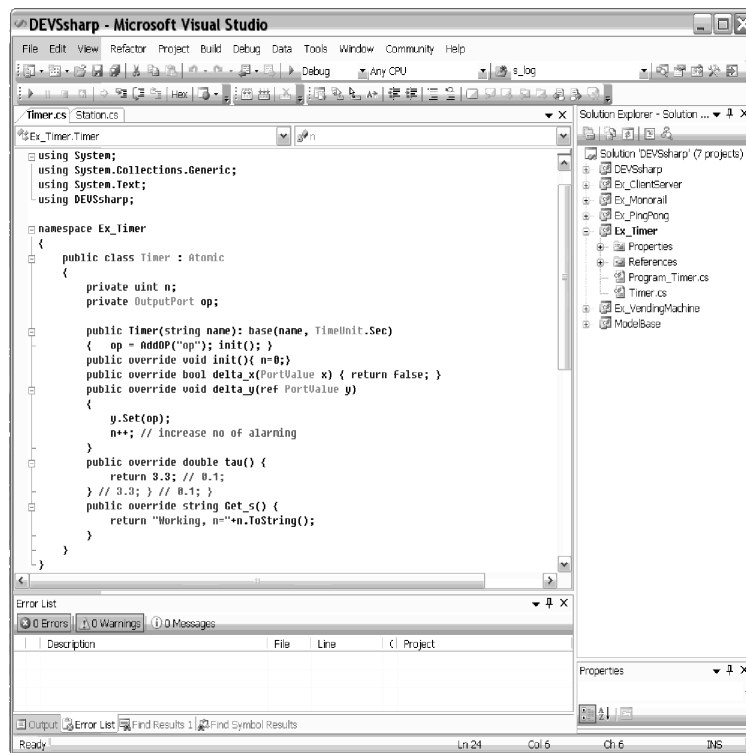 DEVSsharp - Microsoft Visual Studio
File Edit View Refactor Project Build Debug Data Tools Window Community Help
Debug Any CPU s_log
Hex
Timer.cs Station.cs
Ex_Timer.Timer n
using System;
using System.Collections.Generic;
using System.Text;
using DEVSsharp;
namespace Ex_Timer
{
public class Timer : Atomic
{
private uint n;
private OutputPort op;
public Timer(string name): base(name, TimeUnit.Sec)
{ op = AddOP("op"); init(); }
public override void init(){ n=0;}
public override bool delta_x(PortValue x) { return false; }
public override void delta_y(ref PortValue y)
{
y.Set(op);
n++; // increase no of alarming
}
public override double tau() {
return 3.3; // 0.1;
} // 3.3; } // 0.1; }
public override string Get_s() {
return "Working, n="+n.ToString();
}
}
}
Solution Explorer - Solution ...
Solution 'DEVSsharp' (7 projects)
DEVSsharp
Ex_ClientServer
Ex_Monorail
Ex_PingPong
Ex_Timer
Properties
References
Program_Timer.cs
Timer.cs
Ex_VendingMachine
ModelBase
Error List
0 Errors 0 Warnings 0 Messages
Description File Line ( Project
Properties
Output Error List Find Results 1 Find Symbol Results
Ready Ln 24 Col 6 Ch 6 INS